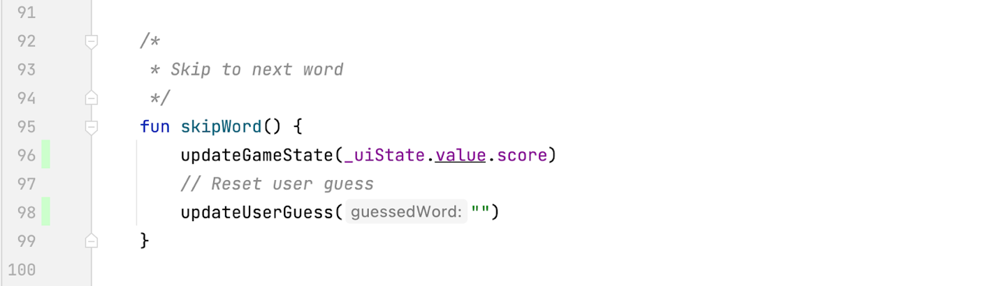 91
92 /*
93 * Skip to next word
94 */
95 fun skipWord() {
96 updateGameState(_uiState.value.score)
97 // Reset user guess
98 updateUserGuess( guessedWord: "")
99 }
100